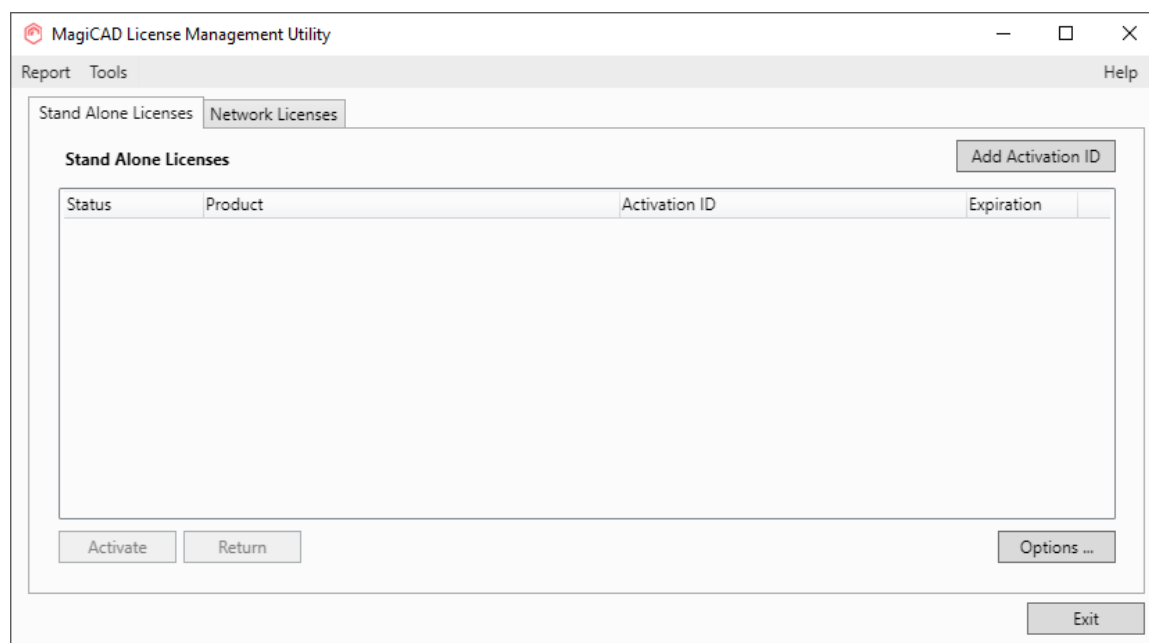 MagiCAD License Management Utility
Report Tools Help
Stand Alone Licenses Network Licenses
Stand Alone Licenses Add Activation ID
Status Product Activation ID Expiration
Activate Return Options ...
Exit